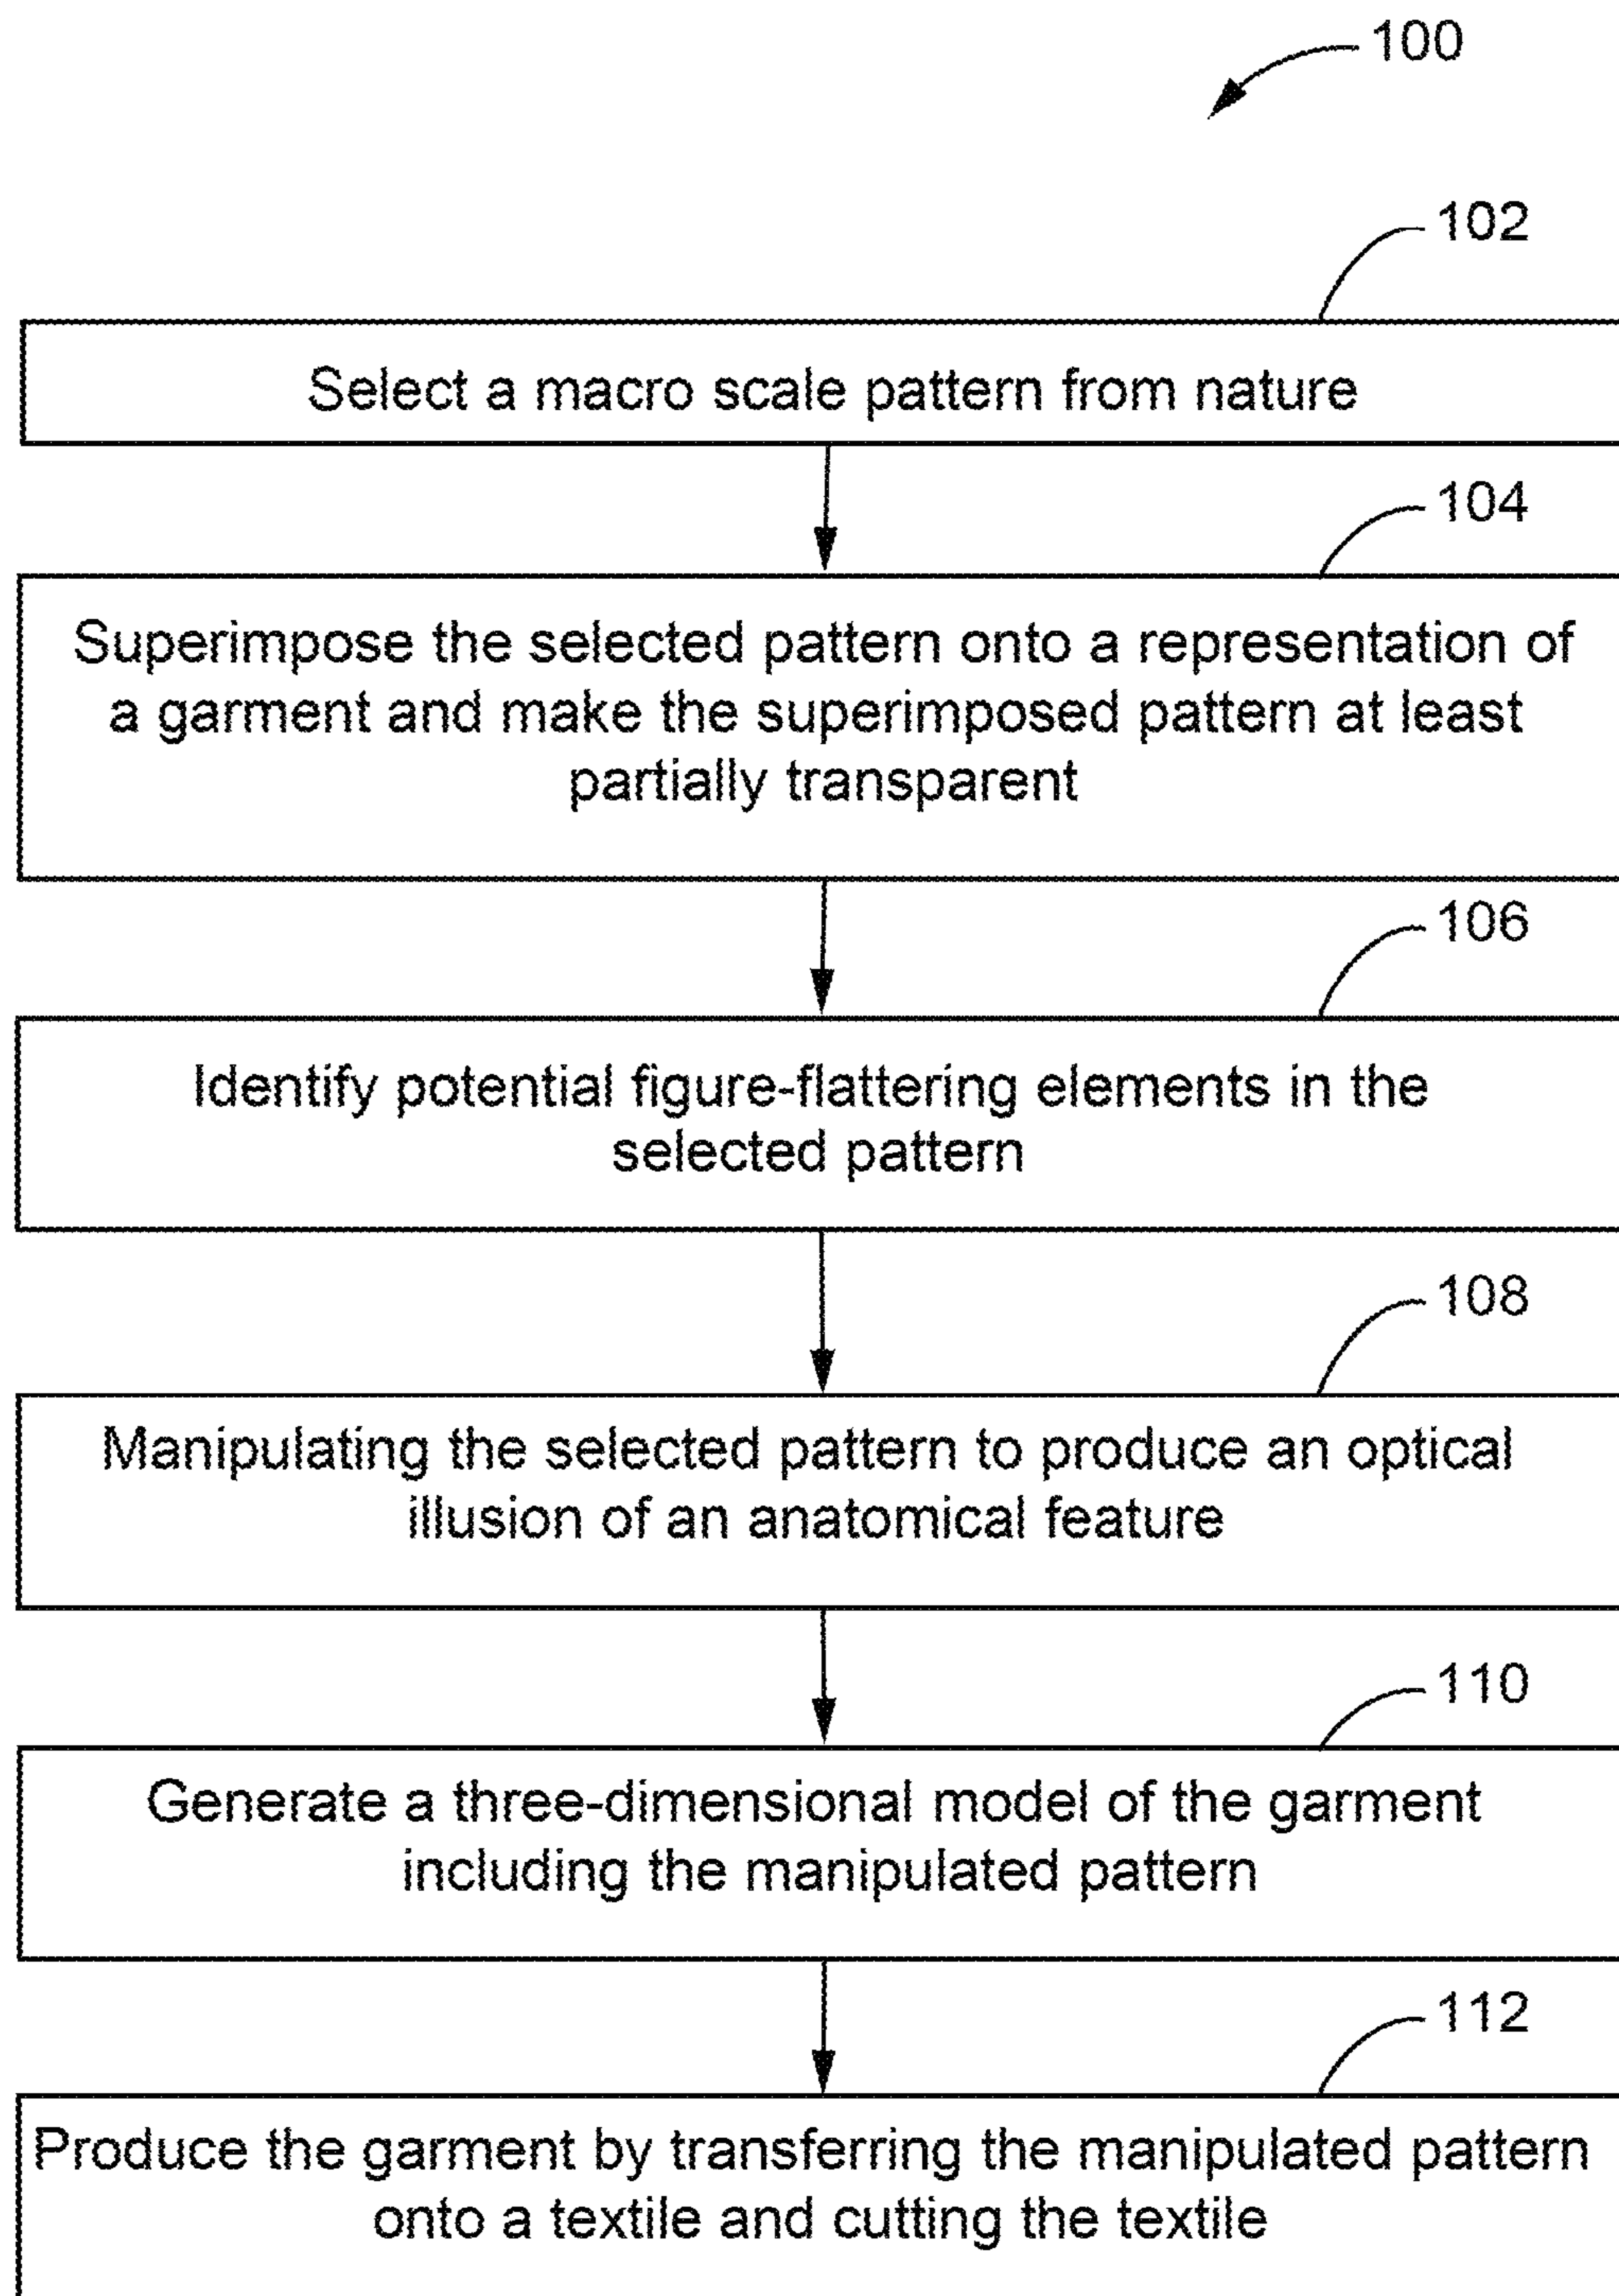 100
102
Select a macro scale pattern from nature
104
Superimpose the selected pattern onto a representation of
a garment and make the superimposed pattern at least
partially transparent
106
Identify potential figure-flattering elements in the
selected pattern
108
Manipulating the selected pattern to produce an optical
illusion of an anatomical feature
110
Generate a three-dimensional model of the garment
including the manipulated pattern
112
Produce the garment by transferring the manipulated pattern
onto a textile and cutting the textile